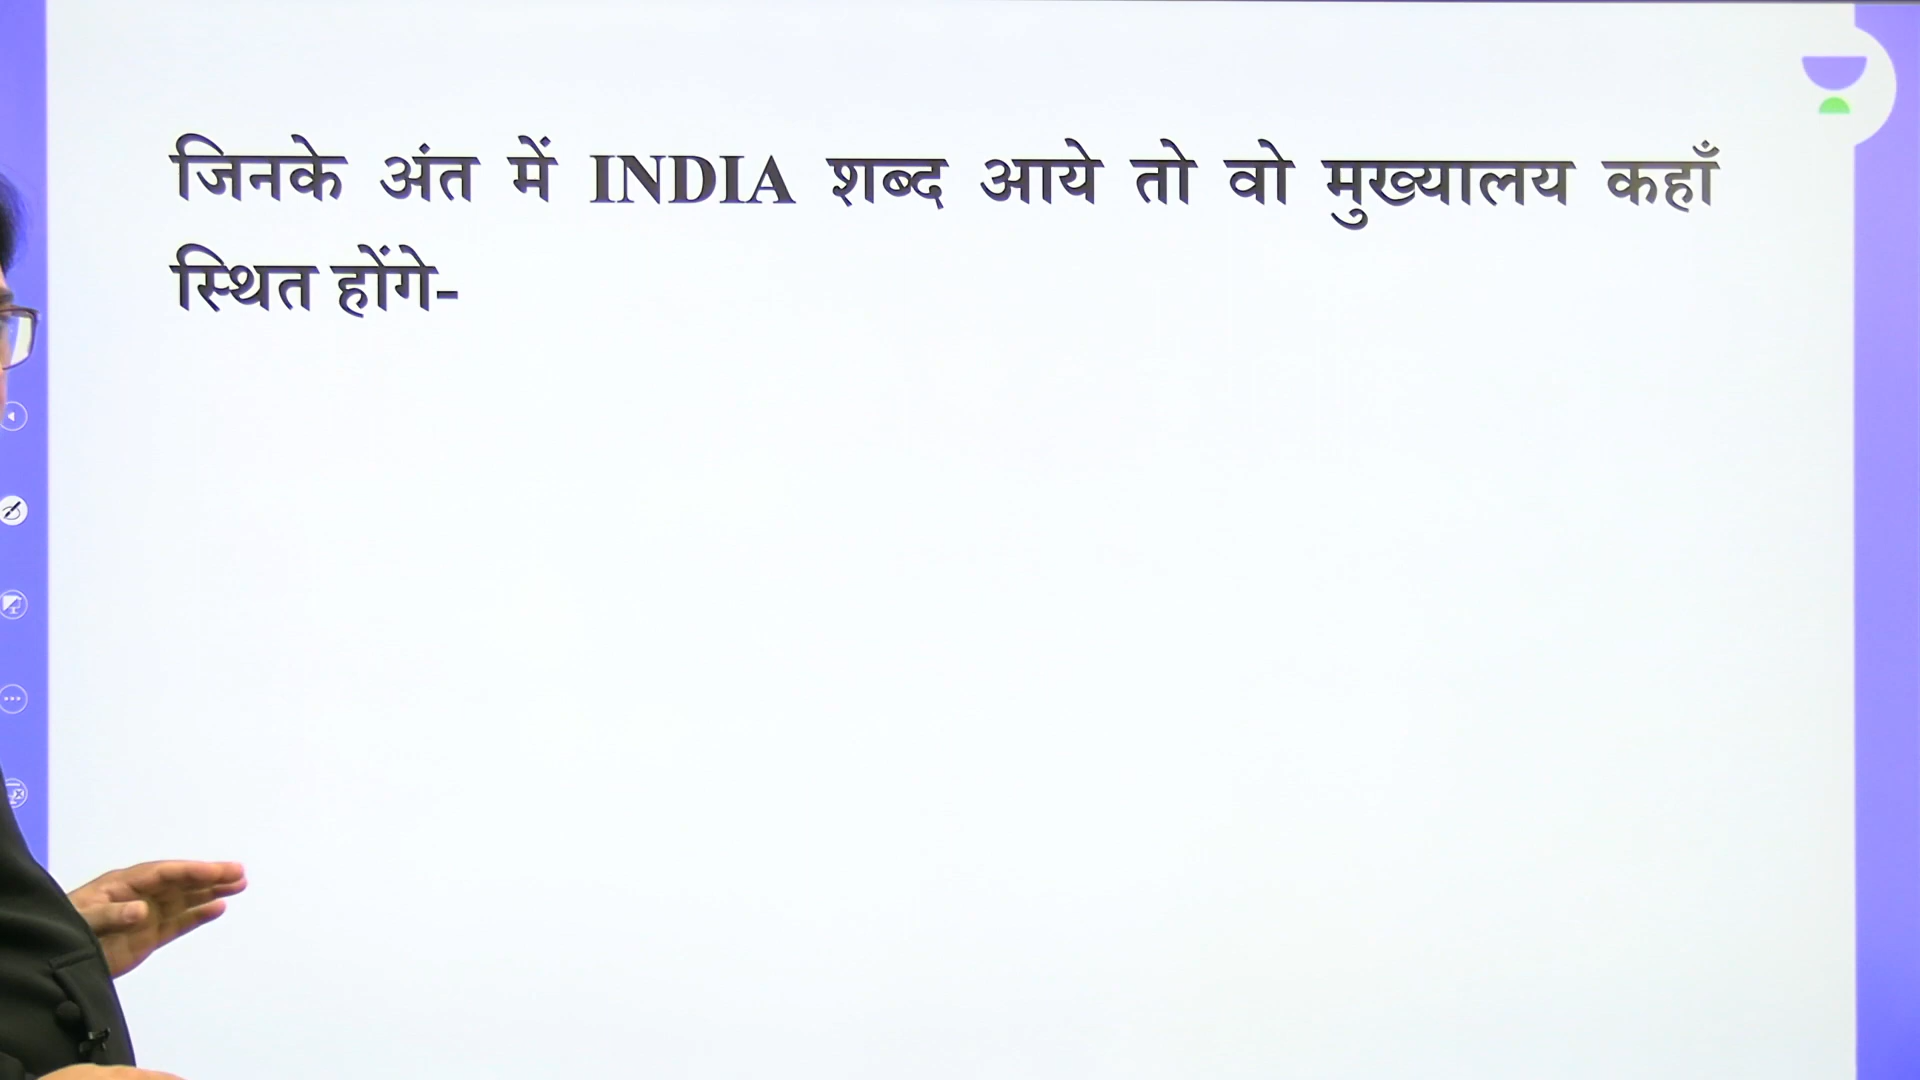 जिनके अंत में INDIA शब्द आये तो वो मुख्यालय कहाँ
स्थित होंगे-